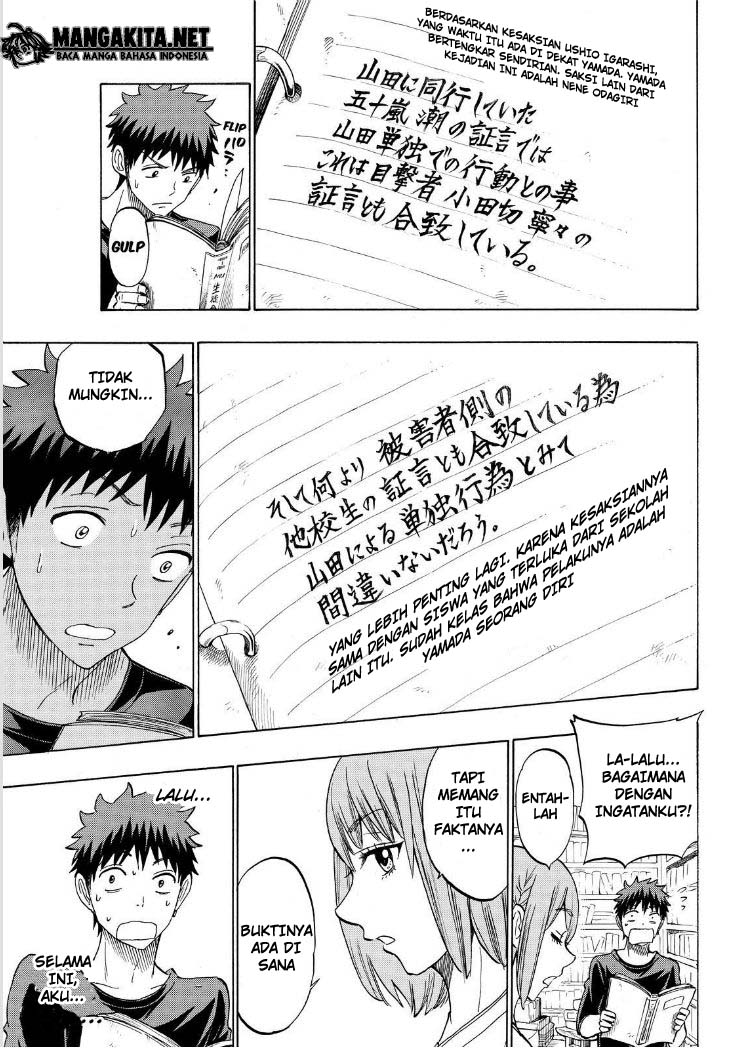 MANGAKITA.NET
BACA MANGA BAHASA INDONESIA
BERDASARKAN KESAKSIAN USHIO IGARASHI,
YANG WAKTU ITU ADA DI DEKAT YAMADA. YAMADA
BERTENGKAR SENDIRIAN. SAKSI LAIN DARI
KEJADIAN INI ADALAH NENE ODAGIRI
山田に同行していた
五十嵐潮の証言では
山田単独での行動との事
これは目撃者小田切寧々の
証言とも合致している。
FLIP
GULP
生徒会
そして何より被害者側の
他校生の証言とも合致している為
山田による単独行為とみて
間違いないだろう。
YANG LEBIH PENTING LAGI. KARENA KESAKSIANNYA
SAMA DENGAN SISWA YANG TERLUKA DARI SEKOLAH
LAIN ITU. SUDAH KELAS BAHWA PELAKUNYA ADALAH
YAMADA SEORANG DIRI
TIDAK
MUNGKIN...
LA-LALU...
BAGAIMANA
DENGAN
INGATANKU?!
ENTAH-
LAH
TAPI
MEMANG
ITU
FAKTANYA
...
BUKTINYA
ADA DI
SANA
LALU...
SELAMA
INI,
AKU...
......